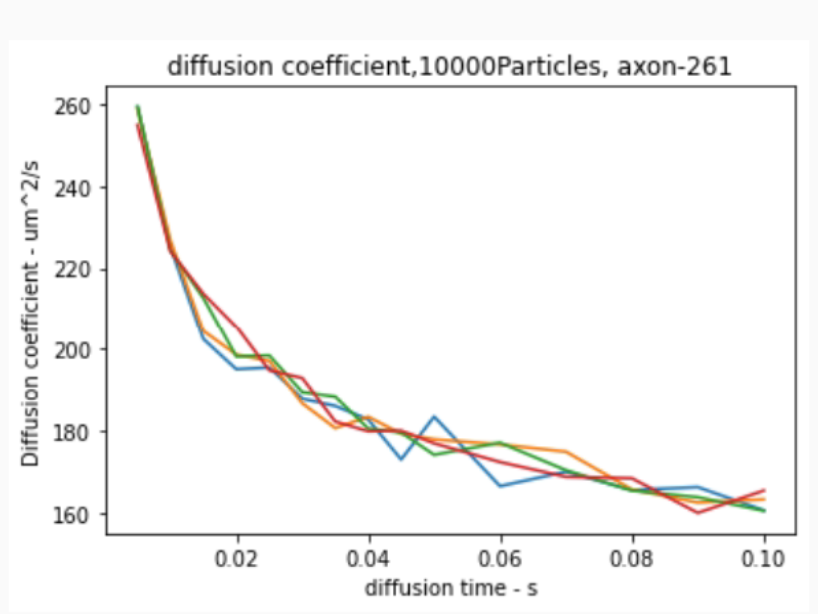 diffusion coefficient,10000Particles, axon-261
260
240
220
200
180
160
Diffusion coefficient - um^2/s
0.02 0.04 0.06 0.08 0.10
diffusion time - s